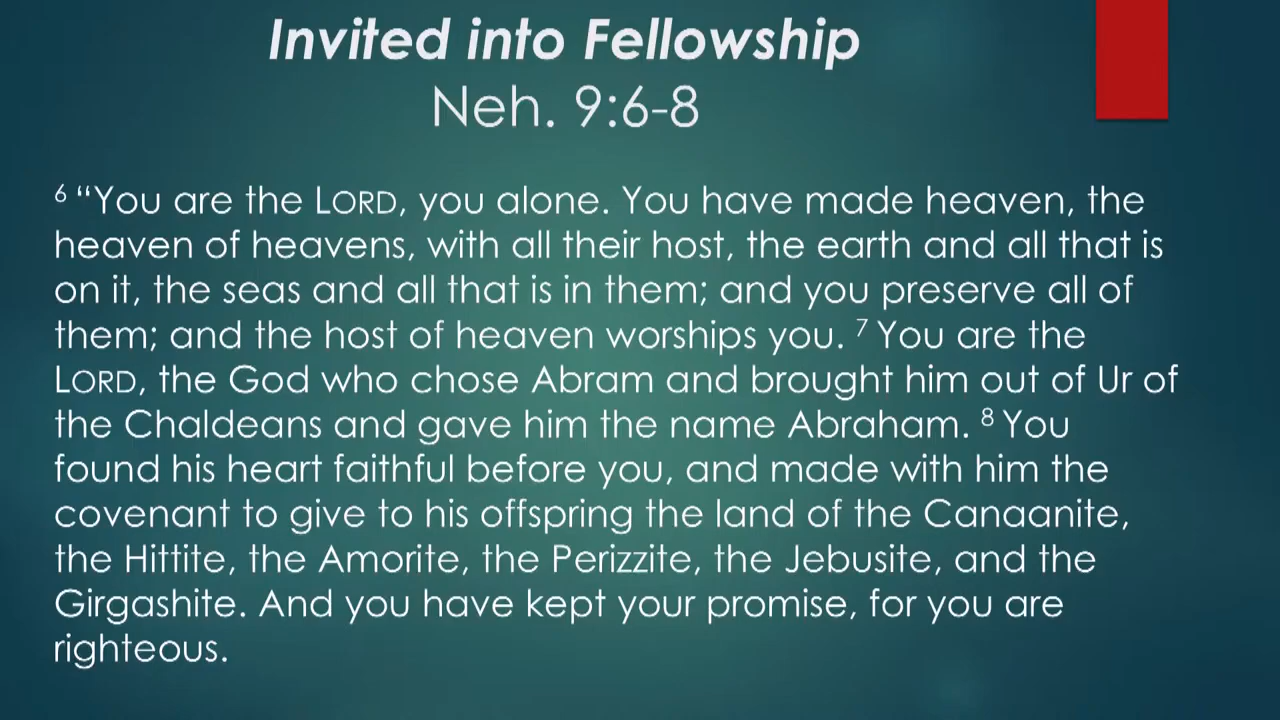 Invited into Fellowship
Neh. 9:6-8
6 “You are the LORD, you alone. You have made heaven, the
heaven of heavens, with all their host, the earth and all that is
on it, the seas and all that is in them; and you preserve all of
them; and the host of heaven worships you. 7 You are the
LORD, the God who chose Abram and brought him out of Ur of
the Chaldeans and gave him the name Abraham. 8 You
found his heart faithful before you, and made with him the
covenant to give to his offspring the land of the Canaanite,
the Hittite, the Amorite, the Perizzite, the Jebusite, and the
Girgashite. And you have kept your promise, for you are
righteous.